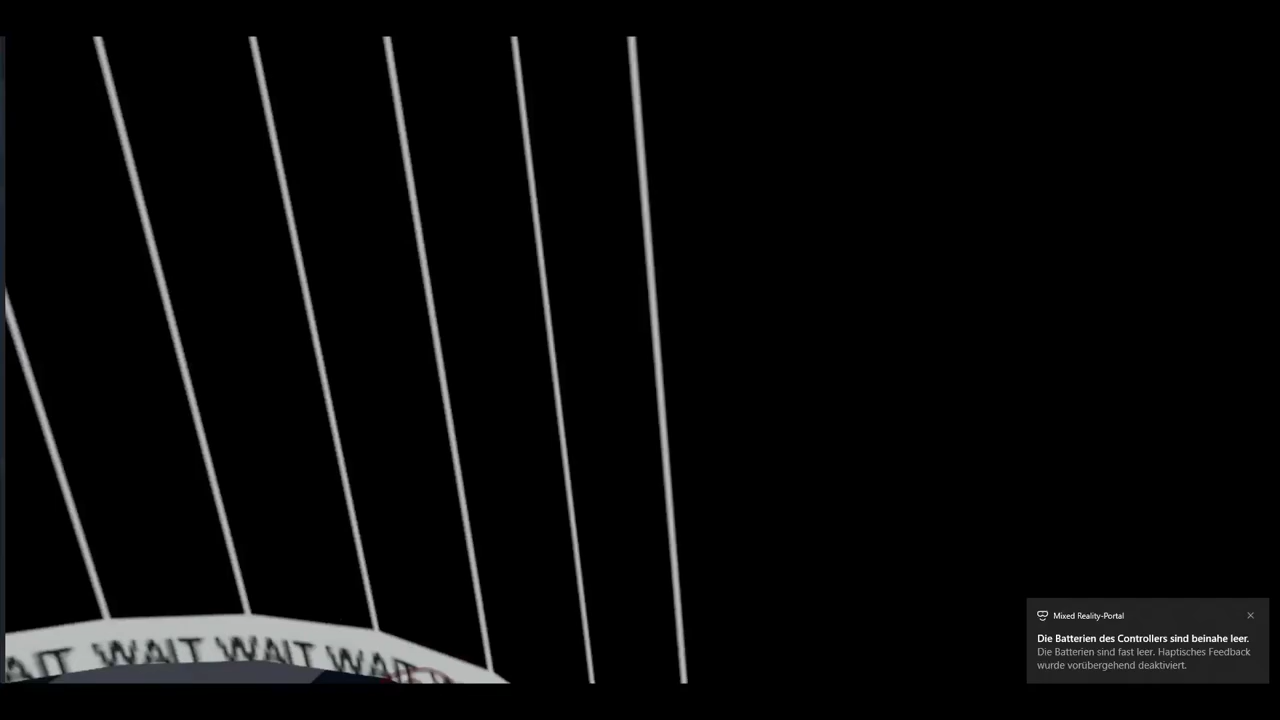 AIT WAIT WAIT WAIT
Mixed Reality-Portal
Die Batterien des Controllers sind beinahe leer.
Die Batterien sind fast leer. Haptisches Feedback
wurde vorübergehend deaktiviert.